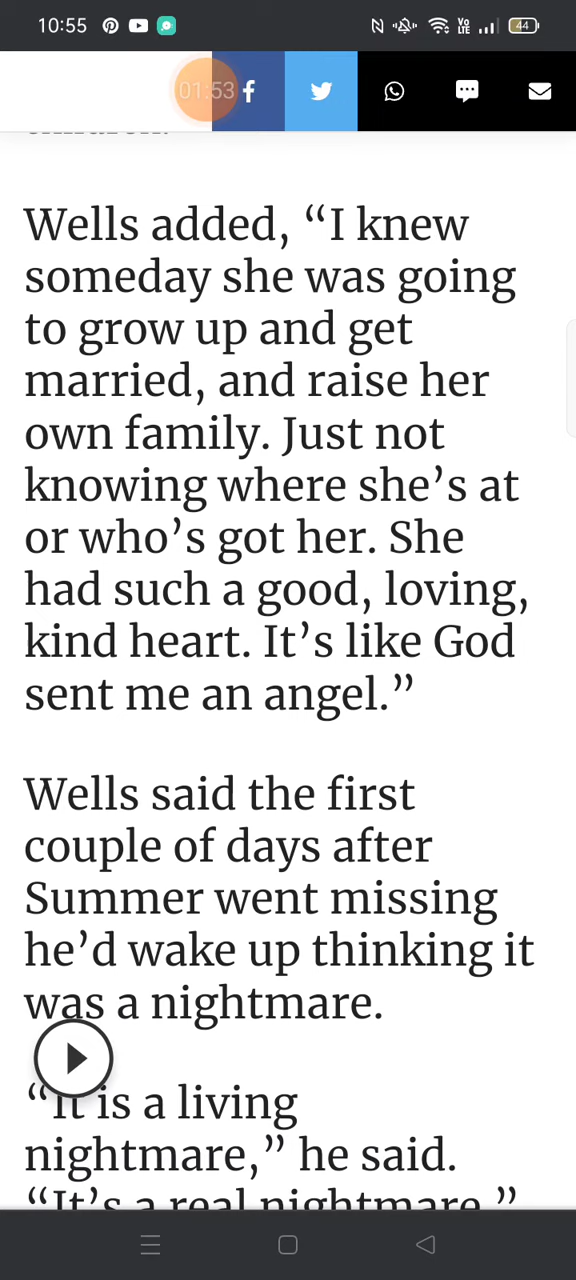 10:55
VO LTE 44
01:53
Wells added, “I knew
someday she was going
to grow up and get
married, and raise her
own family. Just not
knowing where she’s at
or who’s got her. She
had such a good, loving,
kind heart. It’s like God
sent me an angel.”
Wells said the first
couple of days after
Summer went missing
he’d wake up thinking it
was a nightmare.
“It is a living
nightmare,” he said.
“It’s a real nightmare.”